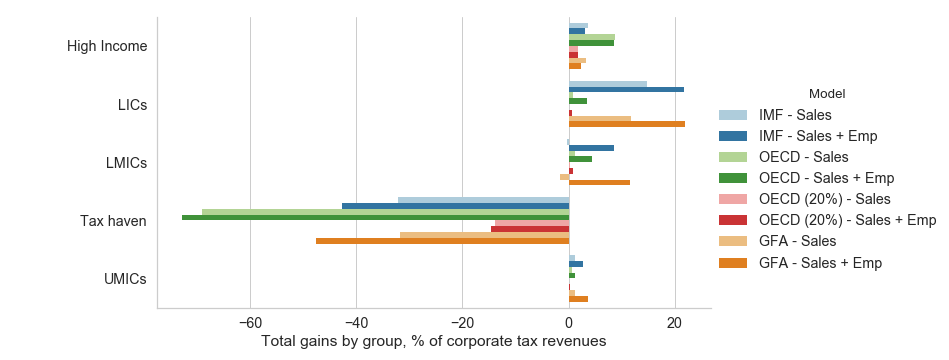 High Income
LICs
LMICs
Tax haven
UMICs
−60
−40
−20
0
20
Total gains by group, % of corporate tax revenues
Model
IMF - Sales
IMF - Sales + Emp
OECD - Sales
OECD - Sales + Emp
OECD (20%) - Sales
OECD (20%) - Sales + Emp
GFA - Sales
GFA - Sales + Emp